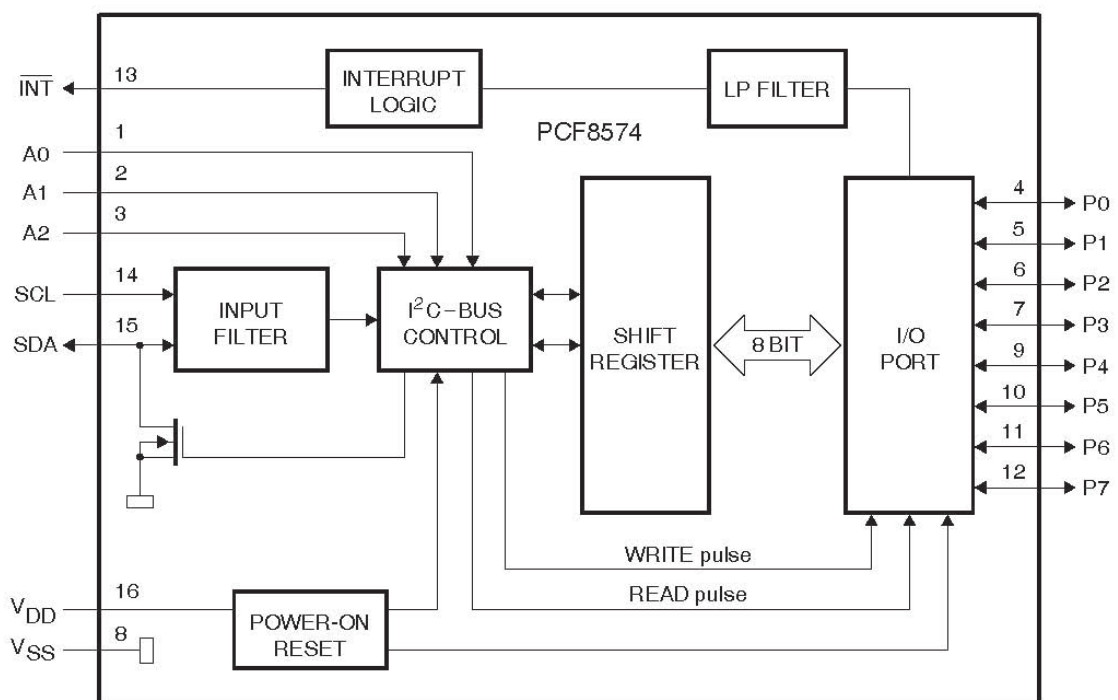 INT
13
INTERRUPT
LOGIC
LP FILTER
PCF8574
A0
1
A1
2
A2
3
SCL
14
SDA
15
INPUT
FILTER
I²C–BUS
CONTROL
SHIFT
REGISTER
8 BIT
I/O
PORT
4
P0
5
P1
6
P2
7
P3
9
P4
10
P5
11
P6
12
P7
WRITE pulse
READ pulse
VDD
16
VSS
8
POWER-ON
RESET